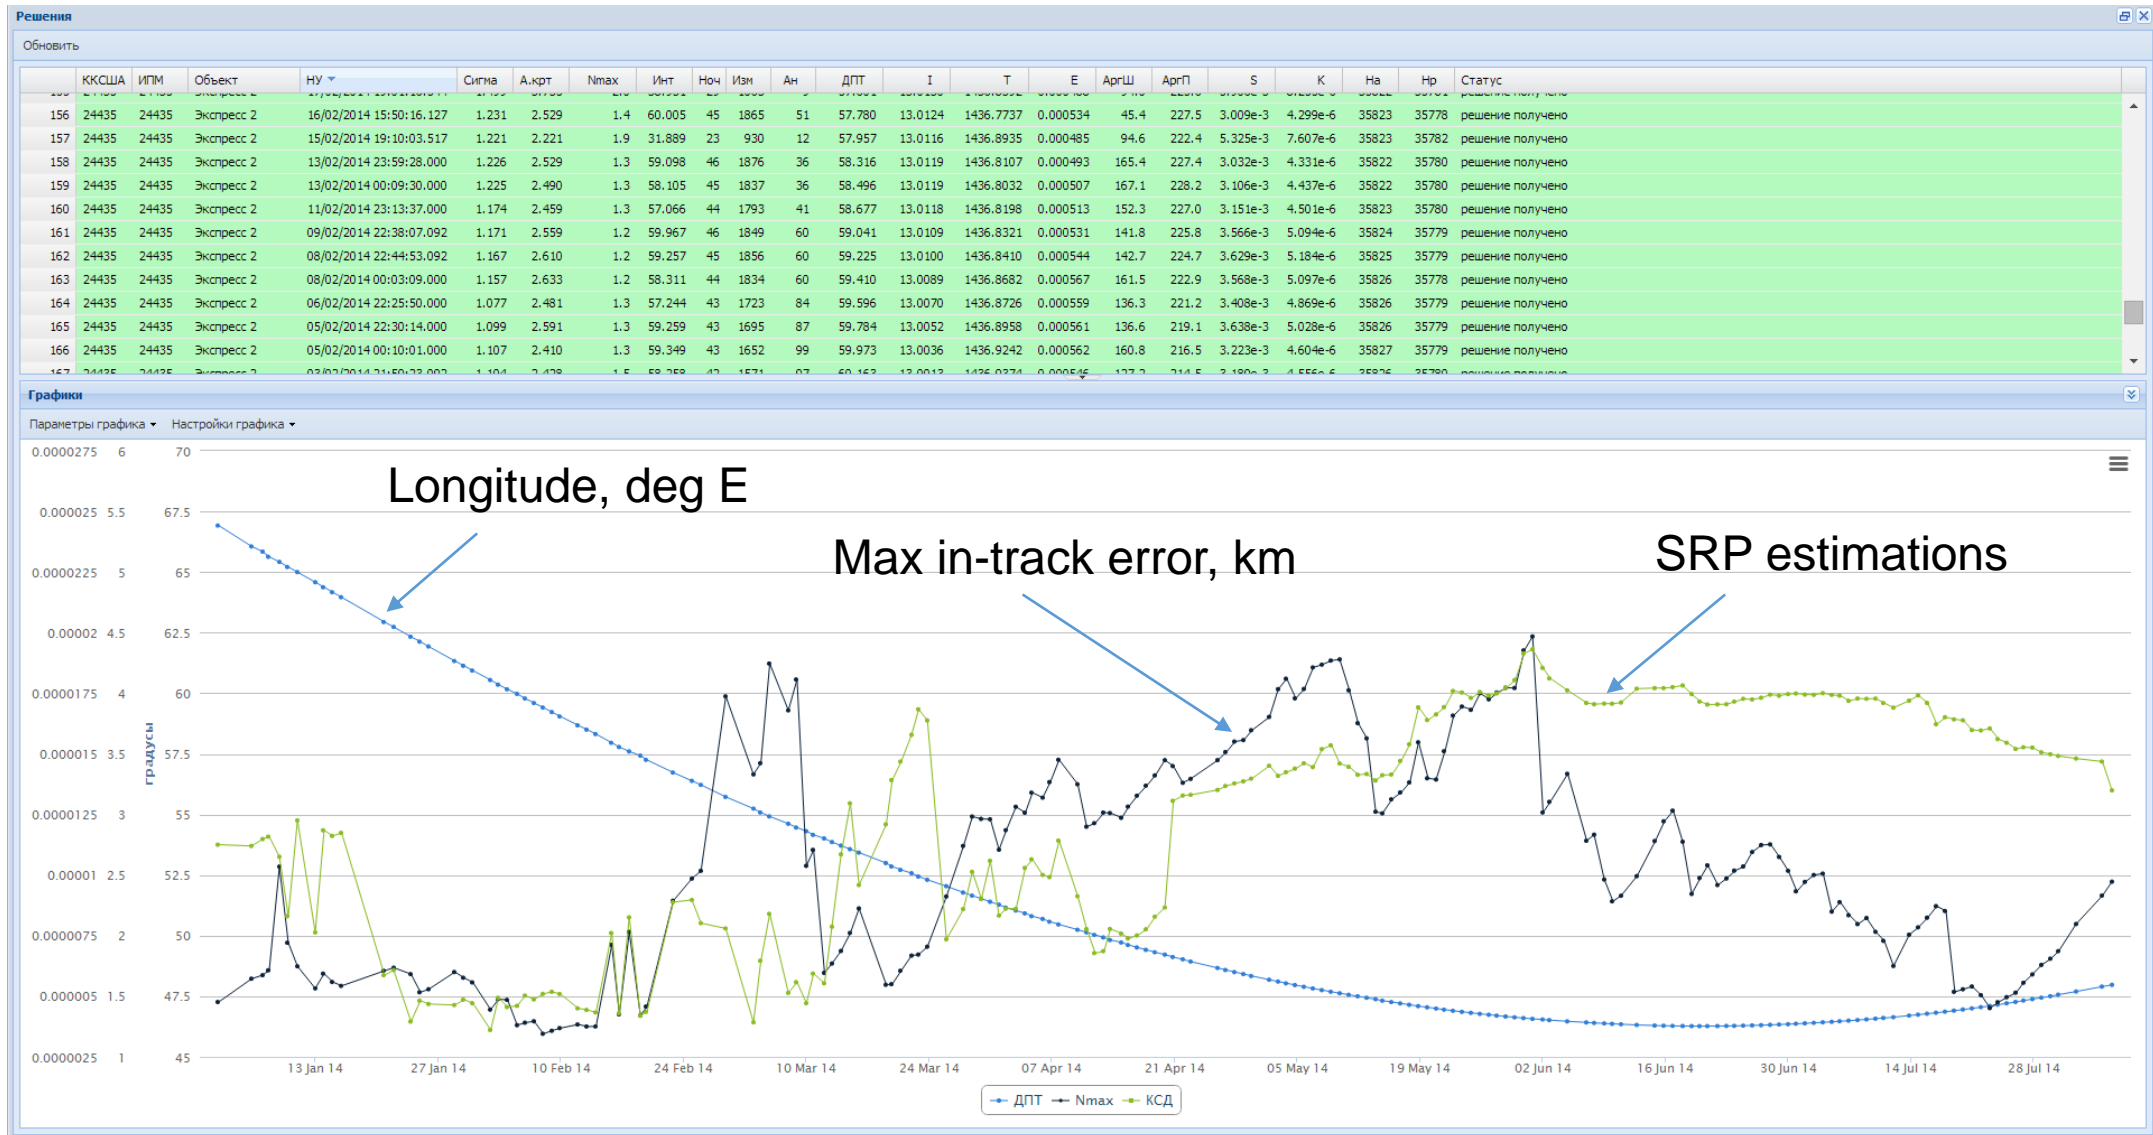 Решения
Обновить
ККСША ИПМ Объект НУ Сигма А.крт Nmax Инт Ноч Изм Ан ДПТ I T E АргШ АргП S K Ha Hp Статус
156 24435 24435 Экспресс 2 16/02/2014 15:50:16.127 1.231 2.529 1.4 60.005 45 1865 51 57.780 13.0124 1436.7737 0.000534 45.4 227.5 3.009e-3 4.299e-6 35823 35778 решение получено
157 24435 24435 Экспресс 2 15/02/2014 19:10:03.517 1.221 2.221 1.9 31.889 23 930 12 57.957 13.0116 1436.8935 0.000485 94.6 222.4 5.325e-3 7.607e-6 35823 35782 решение получено
158 24435 24435 Экспресс 2 13/02/2014 23:59:28.000 1.226 2.529 1.3 59.098 46 1876 36 58.316 13.0119 1436.8107 0.000493 165.4 227.4 3.032e-3 4.331e-6 35822 35780 решение получено
159 24435 24435 Экспресс 2 13/02/2014 00:09:30.000 1.225 2.490 1.3 58.105 45 1837 36 58.496 13.0119 1436.8032 0.000507 167.1 228.2 3.106e-3 4.437e-6 35822 35780 решение получено
160 24435 24435 Экспресс 2 11/02/2014 23:13:37.000 1.174 2.459 1.3 57.066 44 1793 41 58.677 13.0118 1436.8198 0.000513 152.3 227.0 3.151e-3 4.501e-6 35823 35780 решение получено
161 24435 24435 Экспресс 2 09/02/2014 22:38:07.092 1.171 2.559 1.2 59.967 46 1849 60 59.041 13.0109 1436.8321 0.000531 141.8 225.8 3.566e-3 5.094e-6 35824 35779 решение получено
162 24435 24435 Экспресс 2 08/02/2014 22:44:53.092 1.167 2.610 1.2 59.257 45 1856 60 59.225 13.0100 1436.8410 0.000544 142.7 224.7 3.629e-3 5.184e-6 35825 35779 решение получено
163 24435 24435 Экспресс 2 08/02/2014 00:03:09.000 1.157 2.633 1.2 58.311 44 1834 60 59.410 13.0089 1436.8682 0.000567 161.5 222.9 3.568e-3 5.097e-6 35826 35778 решение получено
164 24435 24435 Экспресс 2 06/02/2014 22:25:50.000 1.077 2.481 1.3 57.244 43 1723 84 59.596 13.0070 1436.8726 0.000559 136.3 221.2 3.408e-3 4.869e-6 35826 35779 решение получено
165 24435 24435 Экспресс 2 05/02/2014 22:30:14.000 1.099 2.591 1.3 59.259 43 1695 87 59.784 13.0052 1436.8958 0.000561 136.6 219.1 3.638e-3 5.028e-6 35826 35779 решение получено
166 24435 24435 Экспресс 2 05/02/2014 00:10:01.000 1.107 2.410 1.3 59.349 43 1652 99 59.973 13.0036 1436.9242 0.000562 160.8 216.5 3.223e-3 4.604e-6 35827 35779 решение получено
Графики
Параметры графика Настройки графика
0.0000275 6 70
Longitude, deg E
0.000025 5.5 67.5
Max in-track error, km
SRP estimations
0.0000225 5 65
0.00002 4.5 62.5
0.0000175 4 60
градусы
0.000015 3.5 57.5
0.0000125 3 55
0.00001 2.5 52.5
0.0000075 2 50
0.000005 1.5 47.5
0.0000025 1 45
13 Jan 14 27 Jan 14 10 Feb 14 24 Feb 14 10 Mar 14 24 Mar 14 07 Apr 14 21 Apr 14 05 May 14 19 May 14 02 Jun 14 16 Jun 14 30 Jun 14 14 Jul 14 28 Jul 14
ДПТ Nmax КСД